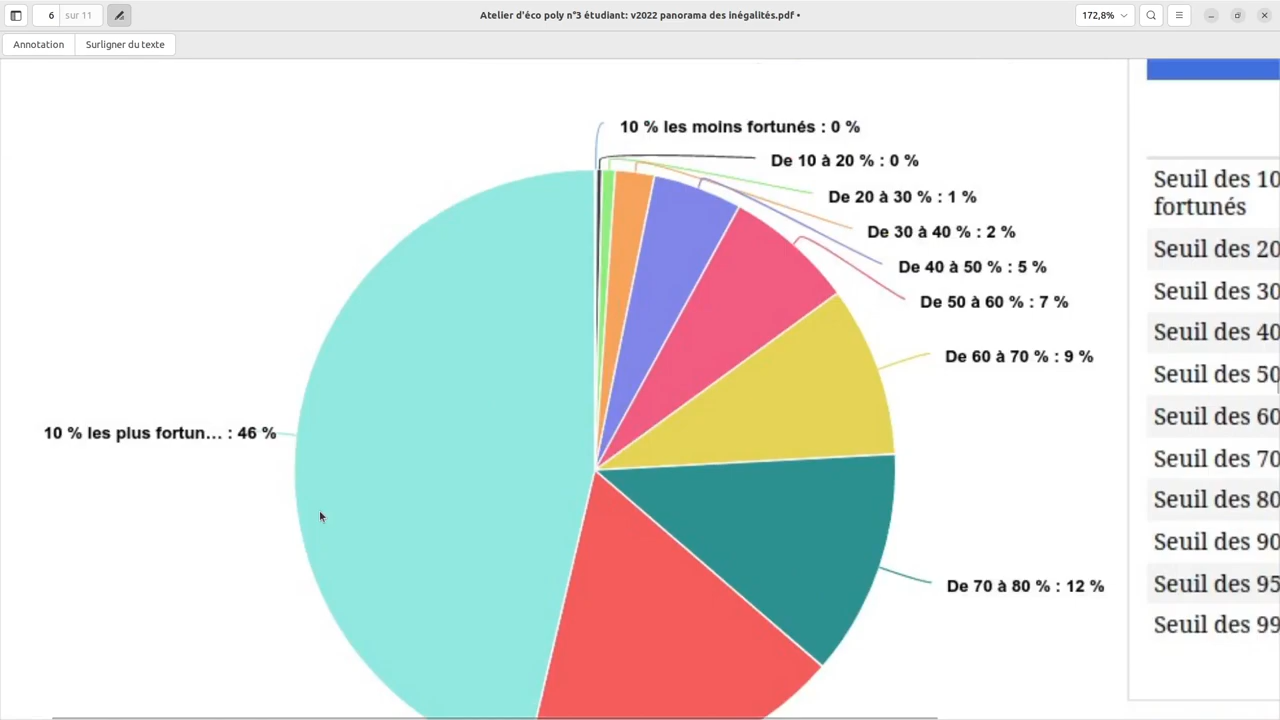 6
sur 11
Atelier d'éco poly n°3 étudiant: v2022 panorama des inégalités.pdf •
172,8%
Annotation
Surligner du texte
10 % les moins fortunés : 0 %
De 10 à 20 % : 0 %
De 20 à 30 % : 1 %
De 30 à 40 % : 2 %
De 40 à 50 % : 5 %
De 50 à 60 % : 7 %
De 60 à 70 % : 9 %
10 % les plus fortun... : 46 %
De 70 à 80 % : 12 %
Seuil des 10
fortunés
Seuil des 20
Seuil des 30
Seuil des 40
Seuil des 50
Seuil des 60
Seuil des 70
Seuil des 80
Seuil des 90
Seuil des 95
Seuil des 99